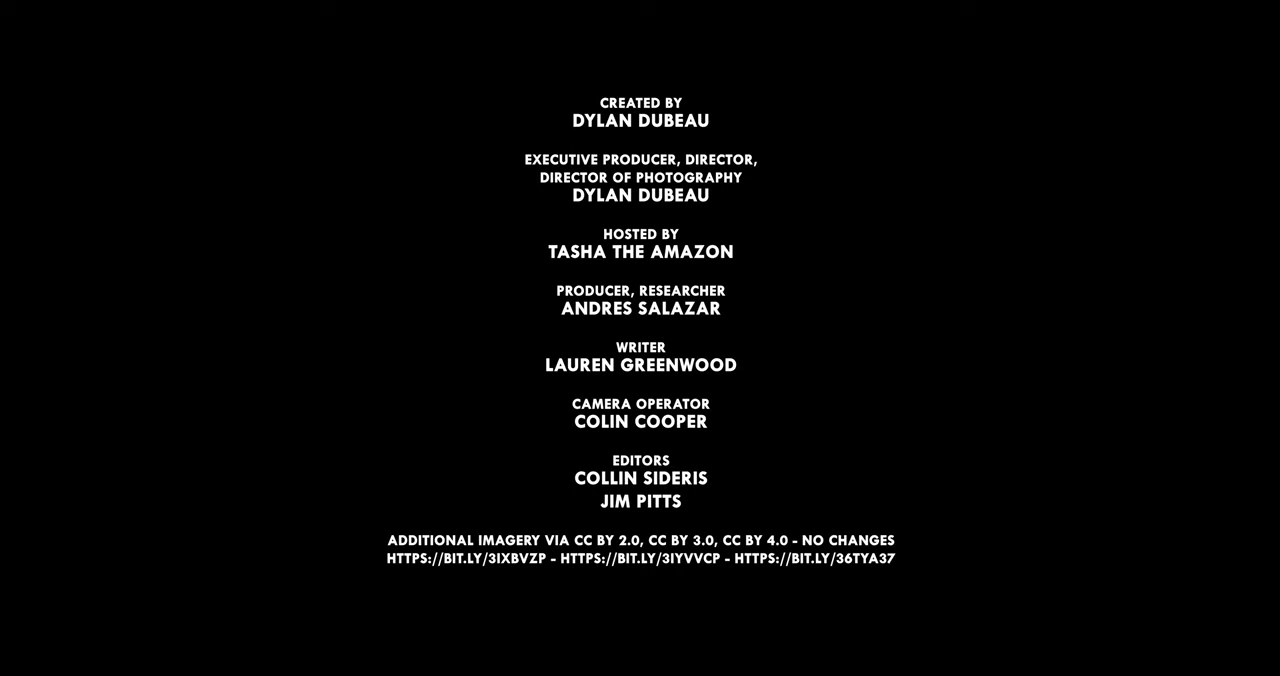 CREATED BY
DYLAN DUBEAU
EXECUTIVE PRODUCER, DIRECTOR,
DIRECTOR OF PHOTOGRAPHY
DYLAN DUBEAU
HOSTED BY
TASHA THE AMAZON
PRODUCER, RESEARCHER
ANDRES SALAZAR
WRITER
LAUREN GREENWOOD
CAMERA OPERATOR
COLIN COOPER
EDITORS
COLLIN SIDERIS
JIM PITTS
ADDITIONAL IMAGERY VIA CC BY 2.0, CC BY 3.0, CC BY 4.0 - NO CHANGES
HTTPS://BIT.LY/3IXBVZP - HTTPS://BIT.LY/3IYVVCP - HTTPS://BIT.LY/36TYA37